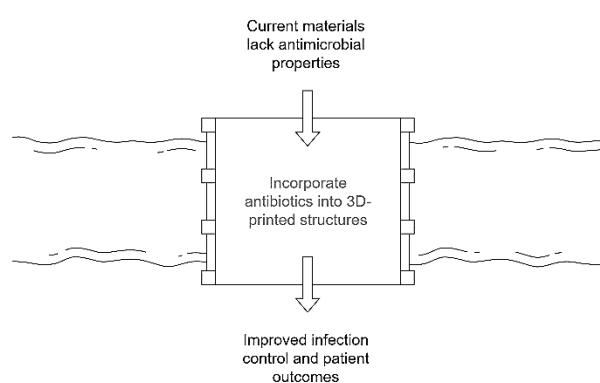 Current materials
lack antimicrobial
properties
Incorporate
antibiotics into 3D-
printed structures
Improved infection
control and patient
outcomes